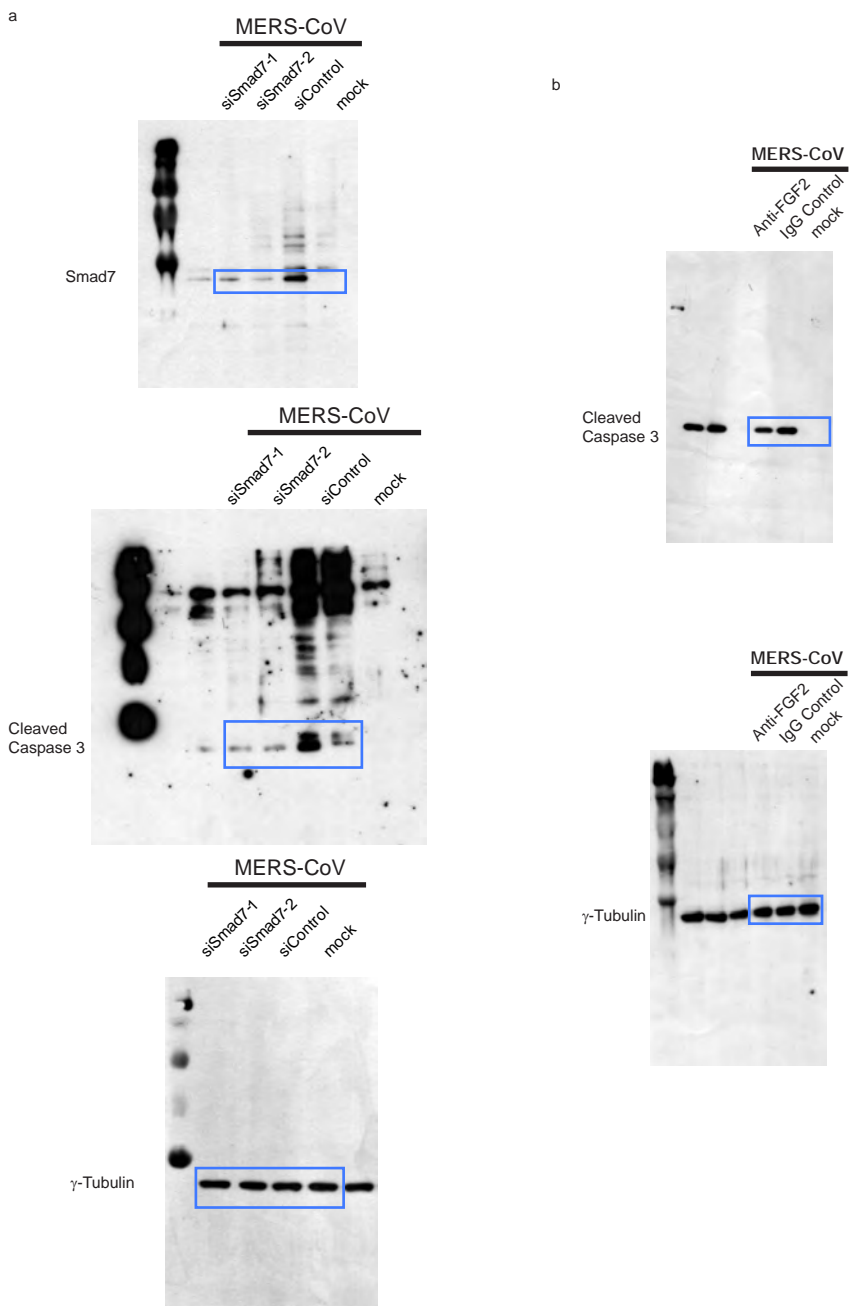 a
MERS-CoV
siSmad7-1
siSmad7-2
siControl
mock
Smad7
MERS-CoV
siSmad7-1
siSmad7-2
siControl
mock
Cleaved
Caspase 3
MERS-CoV
siSmad7-1
siSmad7-2
siControl
mock
γ-Tubulin
b
MERS-CoV
Anti-FGF2
IgG Control
mock
Cleaved
Caspase 3
MERS-CoV
Anti-FGF2
IgG Control
mock
γ-Tubulin